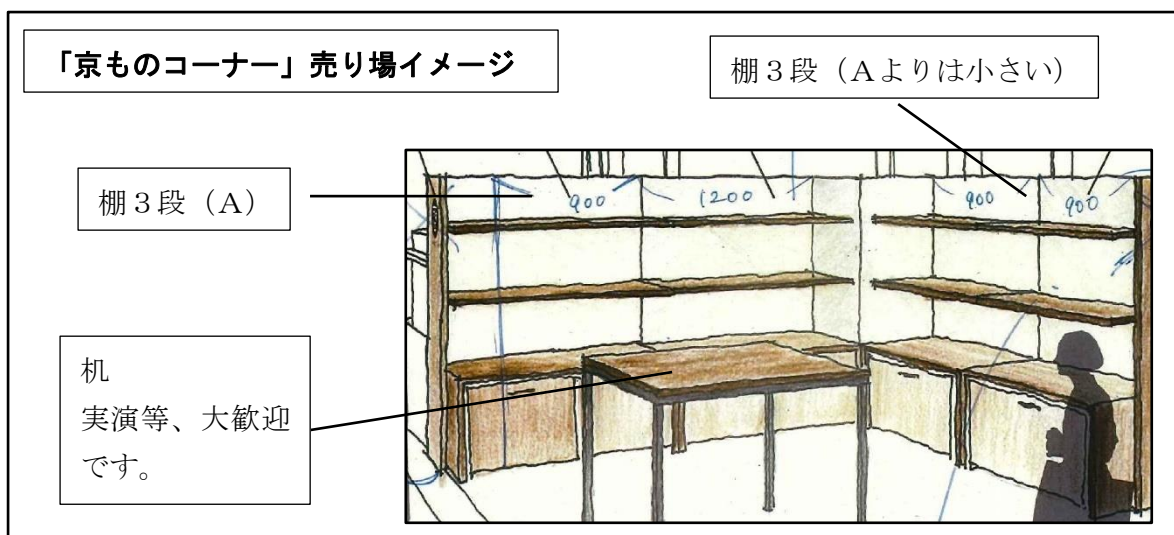 「京ものコーナー」売り場イメージ
棚３段（Aよりは小さい）
棚３段（A）
900
1200
900
900
机
実演等、大歓迎
です。